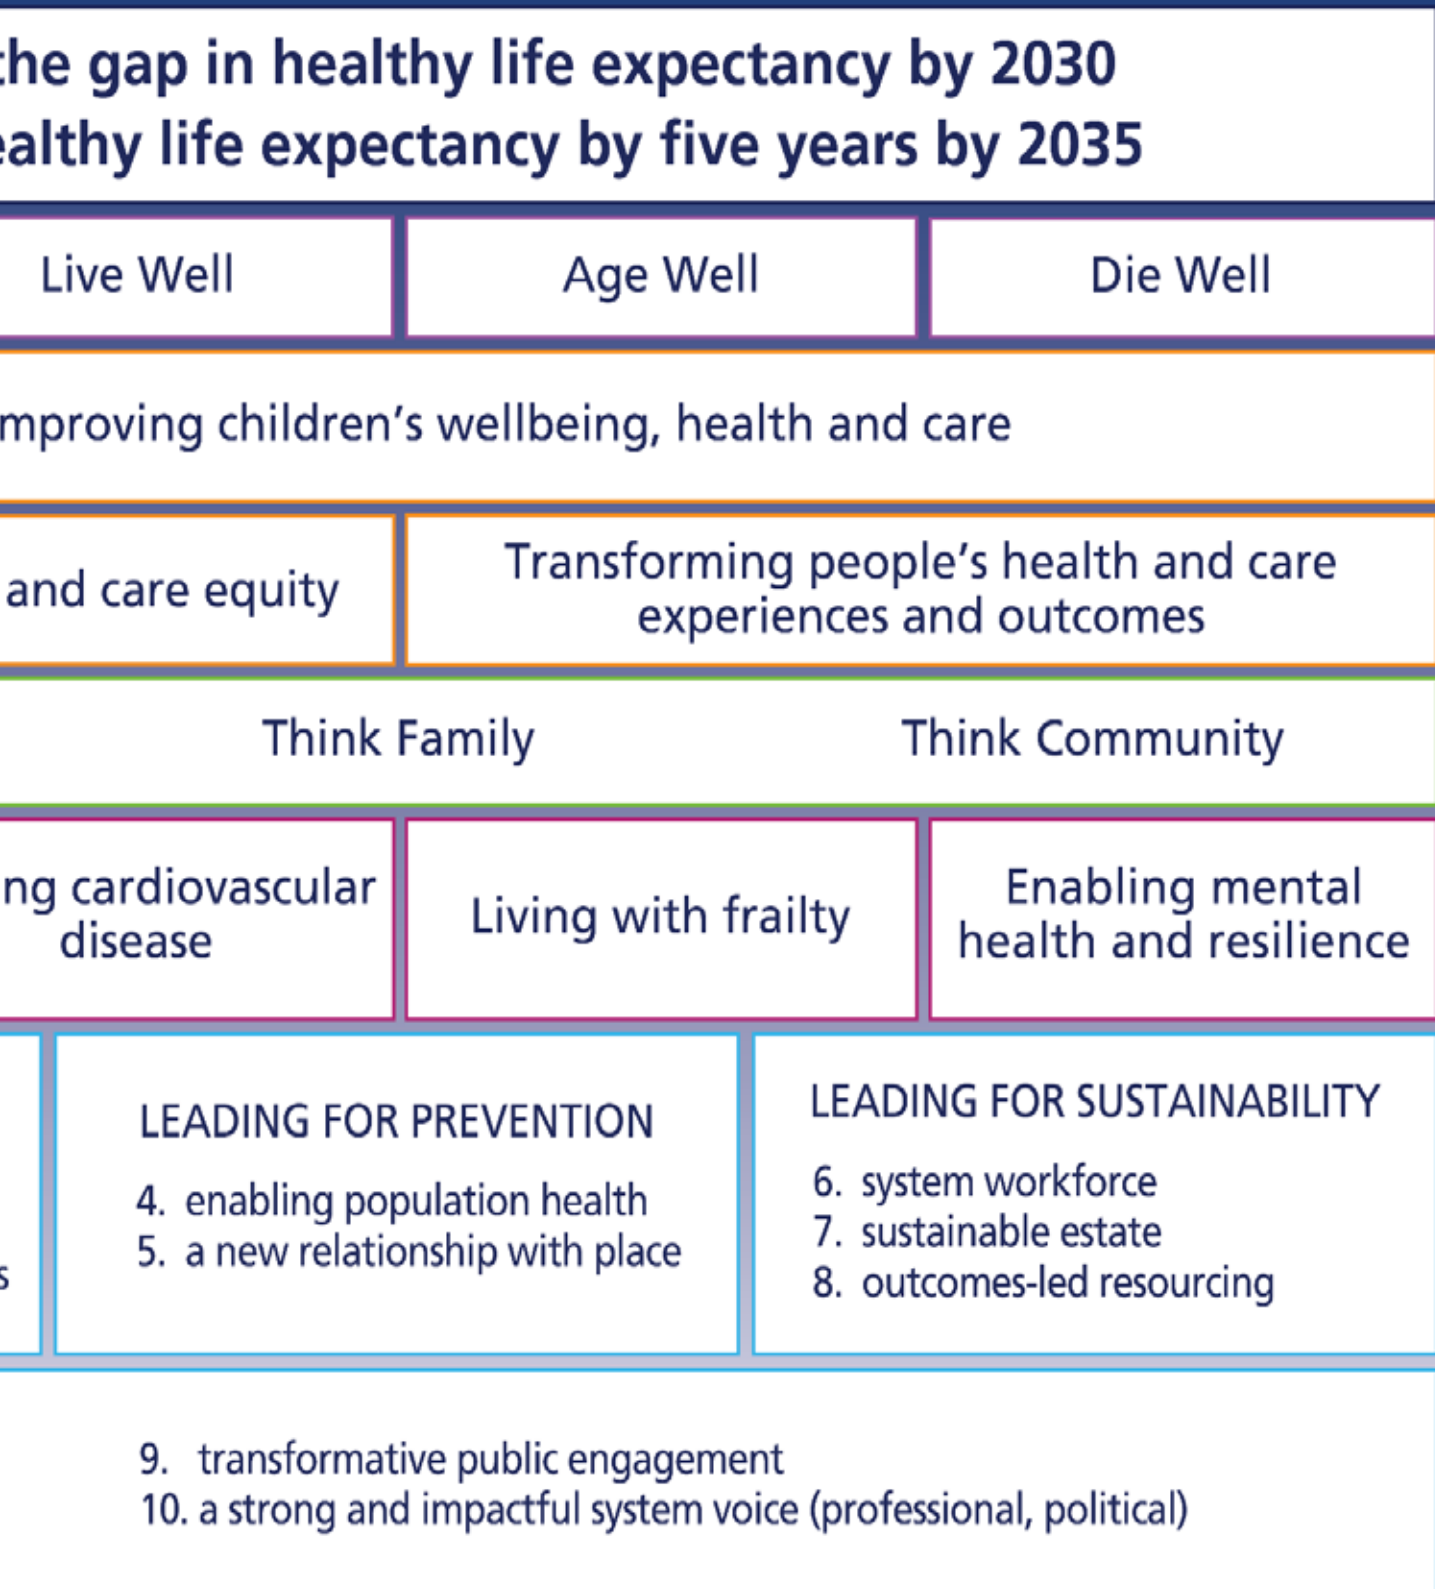 the gap in healthy life expectancy by 2030
ealthy life expectancy by five years by 2035
Live Well
Age Well
Die Well
mproving children's wellbeing, health and care
and care equity
Transforming people's health and care
experiences and outcomes
Think Family
Think Community
ng cardiovascular
disease
Living with frailty
Enabling mental
health and resilience
s
LEADING FOR PREVENTION
4. enabling population health
5. a new relationship with place
LEADING FOR SUSTAINABILITY
6. system workforce
7. sustainable estate
8. outcomes-led resourcing
9. transformative public engagement
10. a strong and impactful system voice (professional, political)